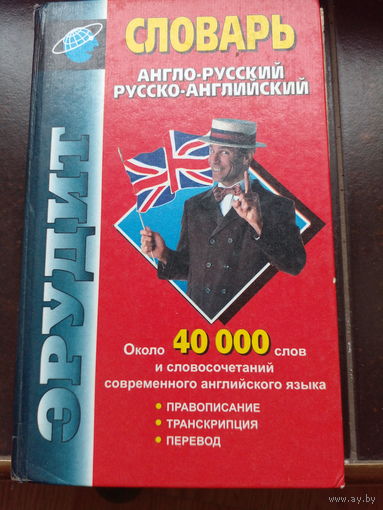 СЛОВАРЬ
АНГЛО-РУССКИЙ
РУССКО-АНГЛИЙСКИЙ
ЭРУДИТ
Около 40 000 слов
и словосочетаний
современного английского языка
• ПРАВОПИСАНИЕ
• ТРАНСКРИПЦИЯ
• ПЕРЕВОД
www.ay.by